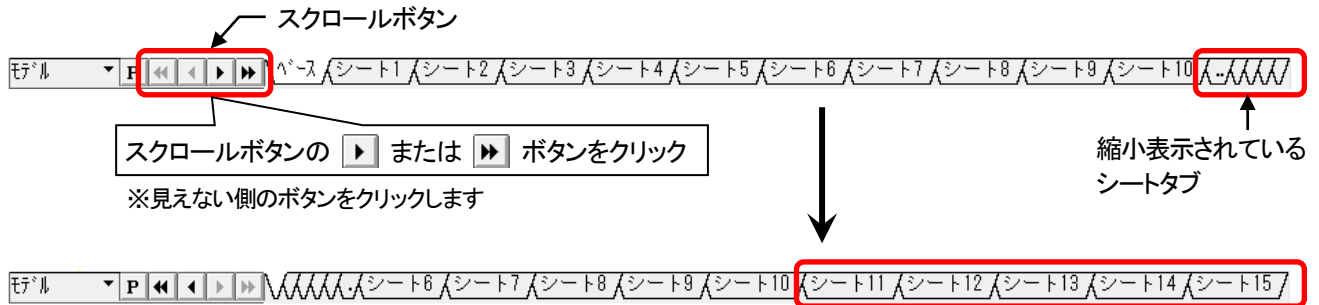 スクロールボタン
ﾓﾃﾞﾙ P ﾍﾞｰｽ シート1 シート2 シート3 シート4 シート5 シート6 シート7 シート8 シート9 シート10 ..
スクロールボタンの または ボタンをクリック
※見えない側のボタンをクリックします
縮小表示されている
シートタブ
ﾓﾃﾞﾙ P . シート6 シート7 シート8 シート9 シート10 シート11 シート12 シート13 シート14 シート15